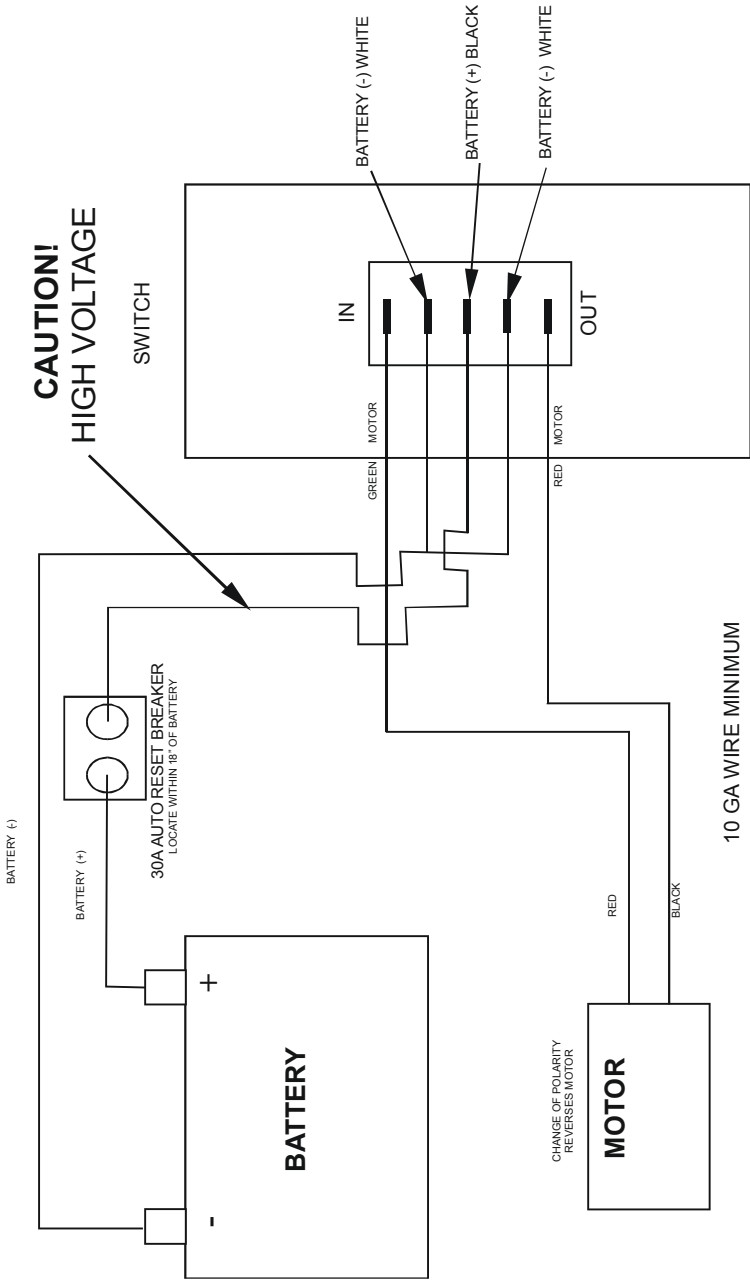 CAUTION!
HIGH VOLTAGE
SWITCH
BATTERY (-) WHITE
BATTERY (+) BLACK
BATTERY (-) WHITE
IN
OUT
GREEN MOTOR
RED MOTOR
BATTERY (-)
BATTERY (+)
30A AUTO RESET BREAKER
LOCATE WITHIN 18" OF BATTERY
+
-
BATTERY
RED
BLACK
CHANGE OF POLARITY
REVERSES MOTOR
MOTOR
10 GA WIRE MINIMUM